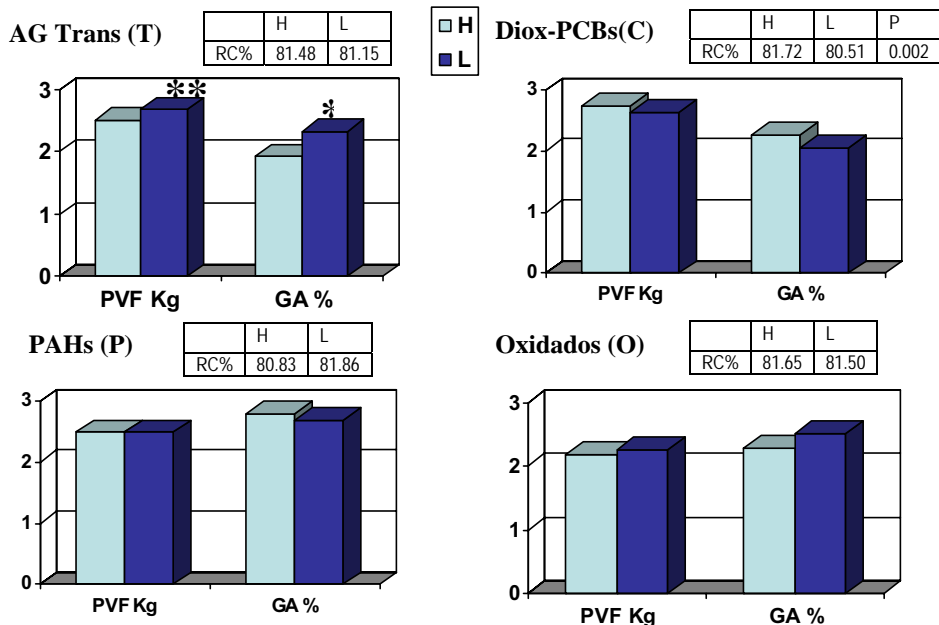 AG Trans (T)
H L
RC% 81.48 81.15
H
L
Diox-PCBs(C)
H L P
RC% 81.72 80.51 0.002
3
2
1
0
** *
PVF Kg GA %
3
2
1
0
PVF Kg GA %
PAHs (P)
H L
RC% 80.83 81.86
Oxidados (O)
H L
RC% 81.65 81.50
3
2
1
0
PVF Kg GA %
3
2
1
0
PVF Kg GA %